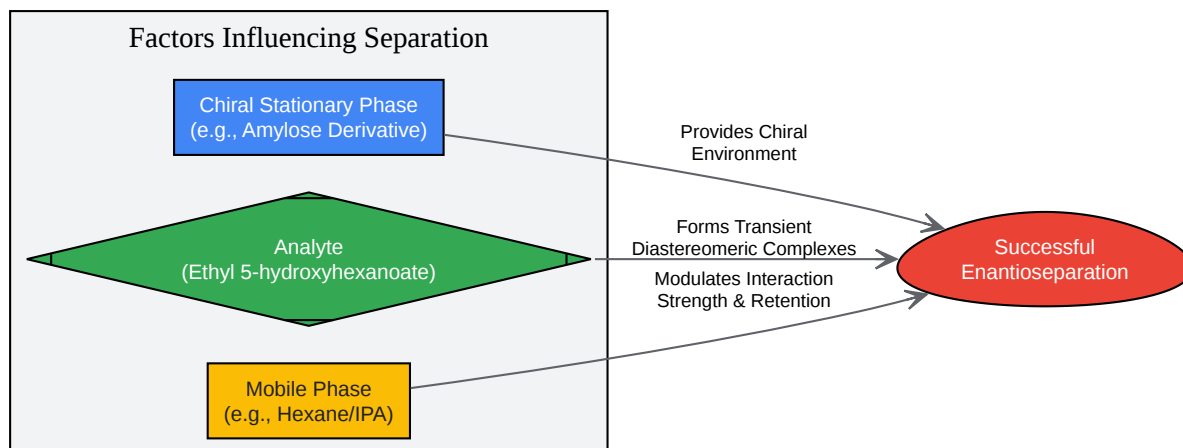 Factors Influencing Separation
Chiral Stationary Phase
(e.g., Amylose Derivative)
Provides Chiral
Environment
Analyte
(Ethyl 5-hydroxyhexanoate)
Forms Transient
Diastereomeric Complexes
Modulates Interaction
Strength & Retention
Successful
Enantioseparation
Mobile Phase
(e.g., Hexane/IPA)